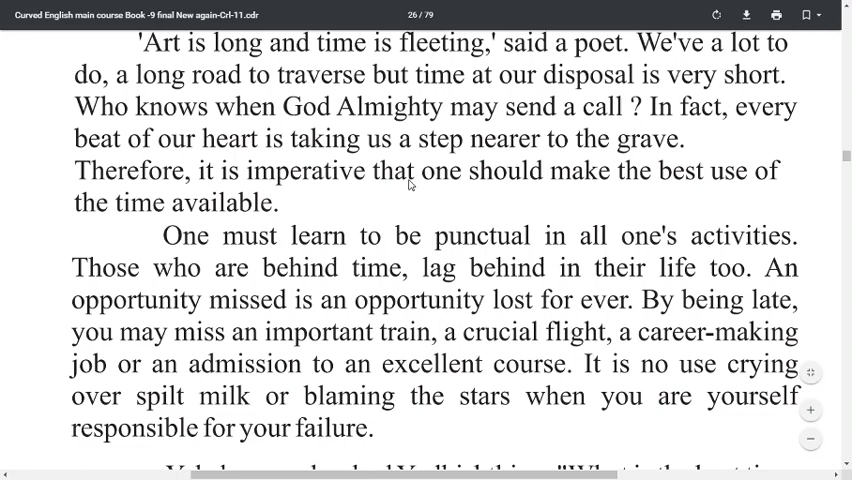 Curved English main course Book -9 final New again-Crl-11.cdr
26 / 79
'Art is long and time is fleeting,' said a poet. We've a lot to
do, a long road to traverse but time at our disposal is very short.
Who knows when God Almighty may send a call ? In fact, every
beat of our heart is taking us a step nearer to the grave.
Therefore, it is imperative that one should make the best use of
the time available.
One must learn to be punctual in all one's activities.
Those who are behind time, lag behind in their life too. An
opportunity missed is an opportunity lost for ever. By being late,
you may miss an important train, a crucial flight, a career-making
job or an admission to an excellent course. It is no use crying
over spilt milk or blaming the stars when you are yourself
responsible for your failure.